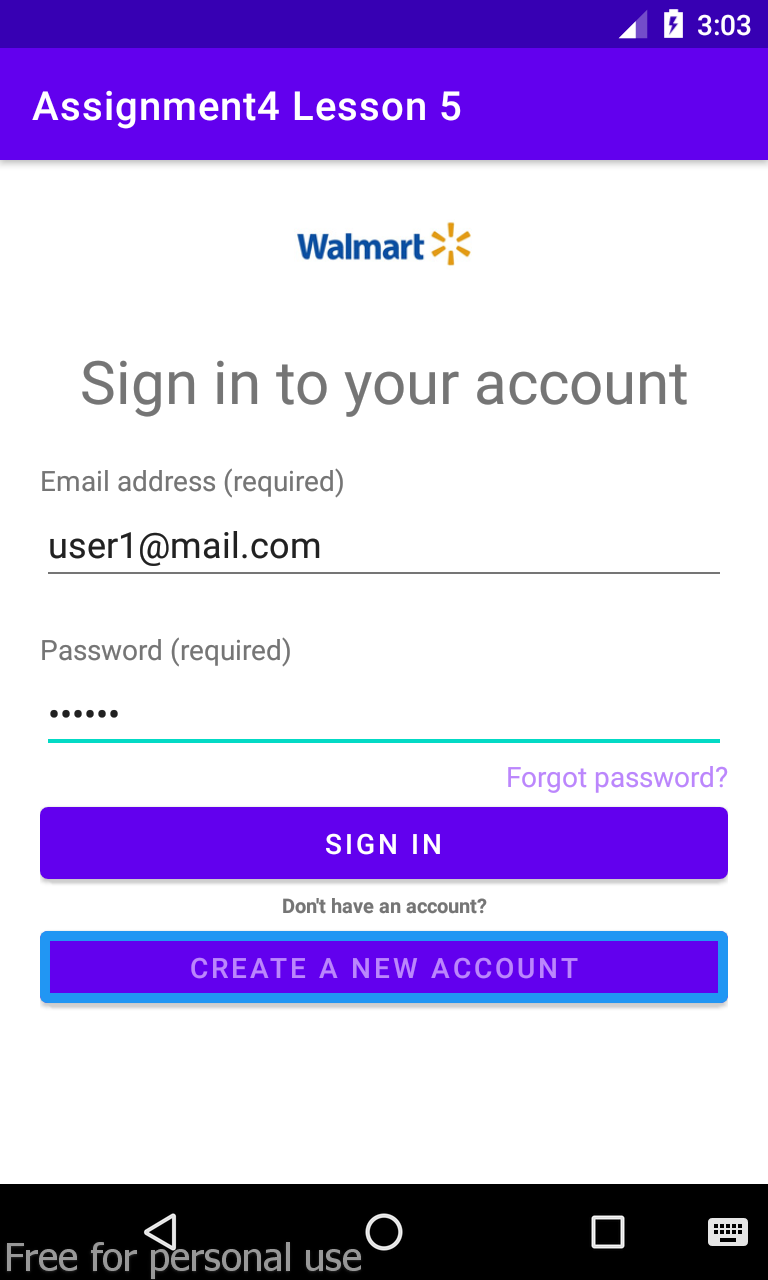 3:03
Assignment4 Lesson 5
Walmart
Sign in to your account
Email address (required)
user1@mail.com
Password (required)
••••••
Forgot password?
SIGN IN
Don't have an account?
CREATE A NEW ACCOUNT
Free for personal use